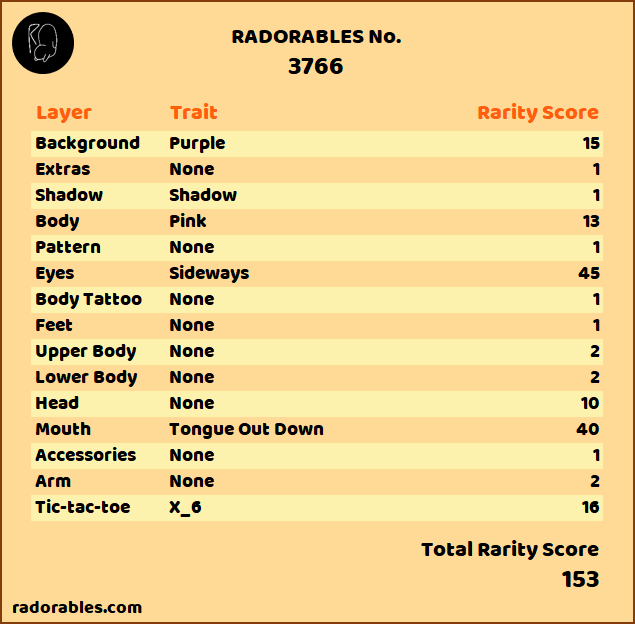 RADORABLES No.
3766
Layer Trait Rarity Score
Background Purple 15
Extras None 1
Shadow Shadow 1
Body Pink 13
Pattern None 1
Eyes Sideways 45
Body Tattoo None 1
Feet None 1
Upper Body None 2
Lower Body None 2
Head None 10
Mouth Tongue Out Down 40
Accessories None 1
Arm None 2
Tic-tac-toe X_6 16
Total Rarity Score
153
radorables.com